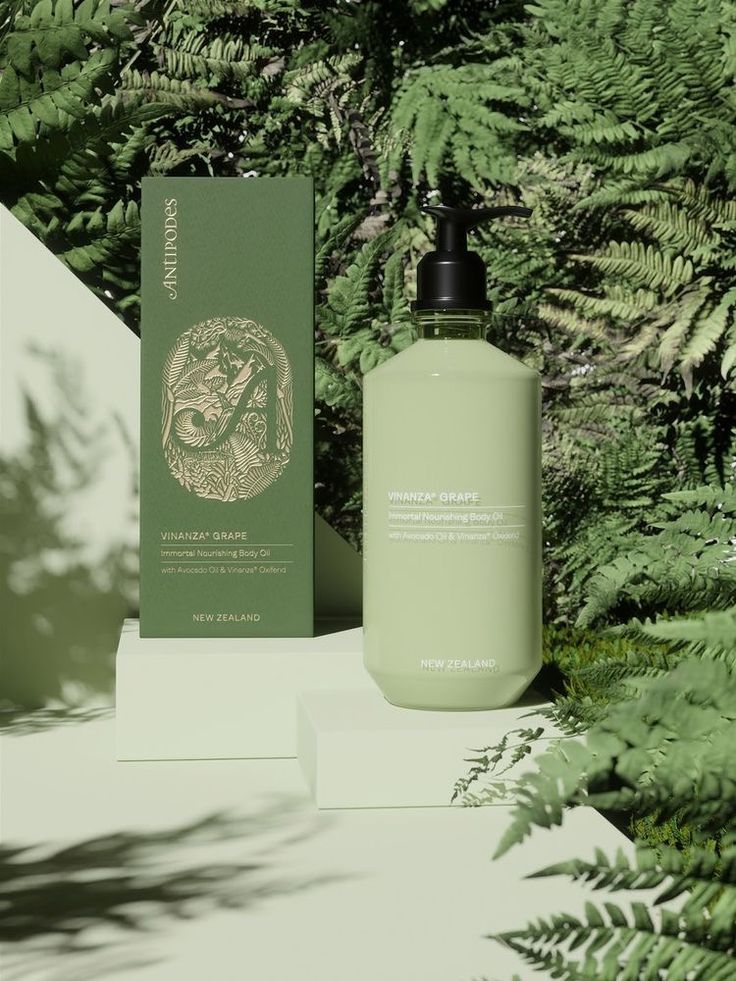 ANTIPODES
VINANZA® GRAPE
Immortal Nourishing Body Oil
with Avocado Oil & Vinanza® Oxifend
NEW ZEALAND
VINANZA® GRAPE
Immortal Nourishing Body Oil
with Avocado Oil & Vinanza® Oxifend
NEW ZEALAND